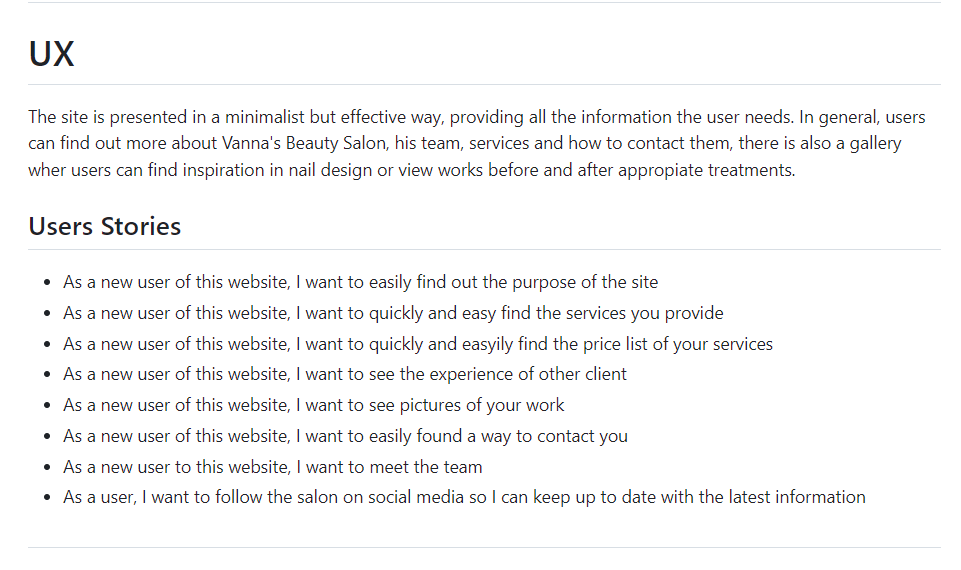 UX
The site is presented in a minimalist but effective way, providing all the information the user needs. In general, users
can find out more about Vanna's Beauty Salon, his team, services and how to contact them, there is also a gallery
wher users can find inspiration in nail design or view works before and after appropiate treatments.
Users Stories
• As a new user of this website, I want to easily find out the purpose of the site
• As a new user of this website, I want to quickly and easy find the services you provide
• As a new user of this website, I want to quickly and easyily find the price list of your services
• As a new user of this website, I want to see the experience of other client
• As a new user of this website, I want to see pictures of your work
• As a new user of this website, I want to easily found a way to contact you
• As a new user to this website, I want to meet the team
• As a user, I want to follow the salon on social media so I can keep up to date with the latest information